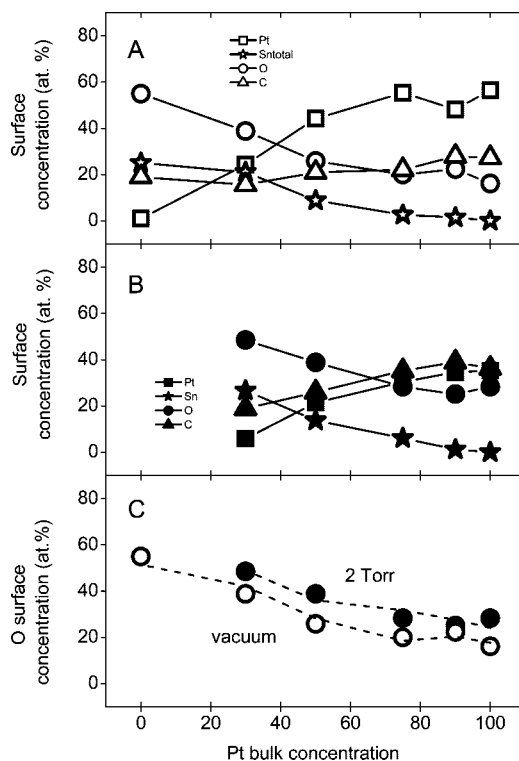 A
Pt
Sntotal
O
C
80
60
40
20
0
Surface
concentration (at. %)
B
Pt
Sn
O
C
80
60
40
20
0
Surface
concentration (at. %)
C
2 Torr
vacuum
80
60
40
20
0
O surface
concentration (at.%)
0 20 40 60 80 100
Pt bulk concentration